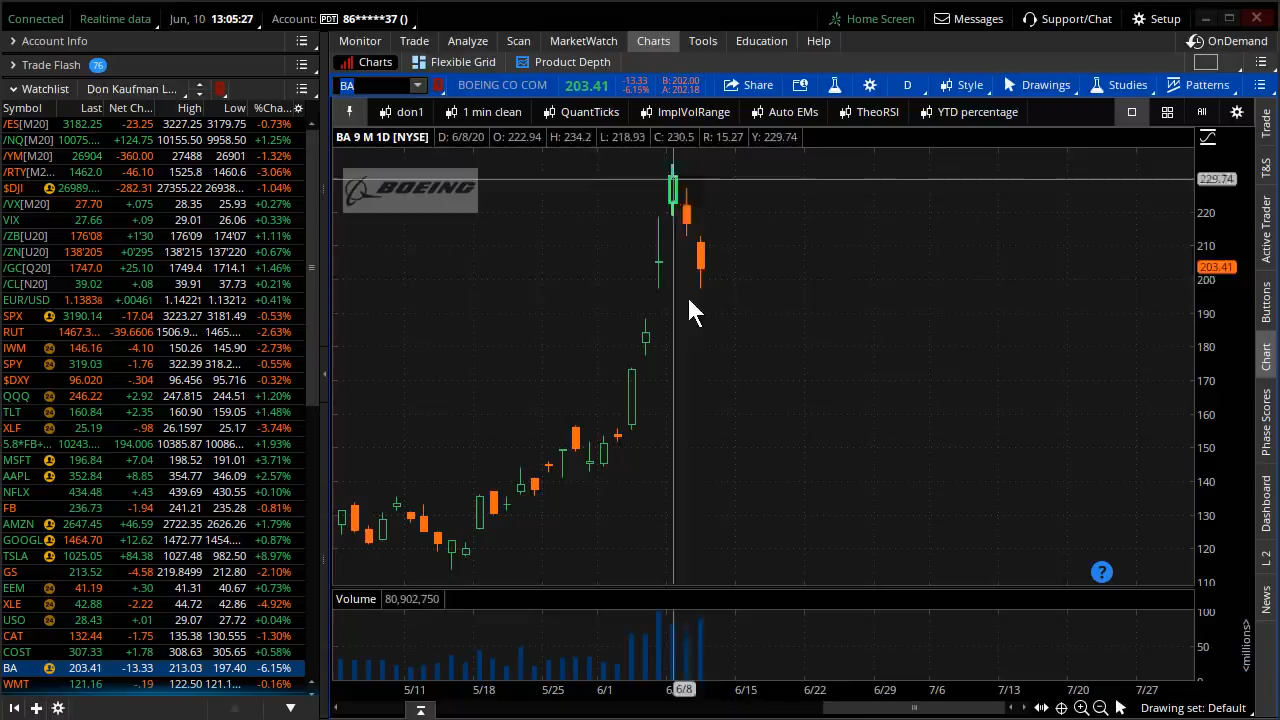 Connected Realtime data Jun, 10 13:05:27 Account: PDT 86*****37 () Home Screen Messages Support/Chat Setup
Account Info Monitor Trade Analyze Scan MarketWatch Charts Tools Education Help OnDemand
Trade Flash 76 Charts Flexible Grid Product Depth
Watchlist Don Kaufman L... BA BOEING CO COM 203.41 -13.33 -6.15% B: 202.00 A: 202.18 Share D Style Drawings Studies Patterns
don1 1 min clean QuantTicks ImplVolRange Auto EMs TheoRSI YTD percentage All
BA 9 M 1D [NYSE] D: 6/8/20 O: 222.94 H: 234.2 L: 218.93 C: 230.5 R: 15.27 Y: 229.74
Symbol Last Net Ch... High Low %Cha...
/ES[M20] 3182.25 -23.25 3227.25 3179.75 -0.73%
/NQ[M20] 10075.... +124.75 10155.50 9958.50 +1.25%
/YM[M20] 26904 -360.00 27488 26901 -1.32%
/RTY[M2... 1462.0 -46.10 1525.8 1460.6 -3.06%
$DJI 26989.... -282.31 27355.22 26938... -1.04%
/VX[M20] 27.70 +.075 28.35 25.93 +0.27%
VIX 27.66 +.09 29.01 26.06 +0.33%
/ZB[U20] 176'08 +1'30 176'09 174'07 +1.11%
/ZN[U20] 138'205 +0'295 138'215 137'220 +0.67%
/GC[Q20] 1747.0 +25.10 1749.4 1714.1 +1.46%
/CL[N20] 39.02 +.08 39.01 37.73 +0.21%
EUR/USD 1.13838 +.00461 1.14221 1.13212 +0.41%
SPX 3190.14 -17.04 3223.27 3181.49 -0.53%
RUT 1467.3... -39.6606 1506.9... 1465.... -2.63%
IWM 146.16 -4.10 150.26 145.90 -2.73%
SPY 319.03 -1.76 322.39 318.2... -0.55%
$DXY 96.020 -.304 96.456 95.716 -0.32%
QQQ 246.22 +2.92 247.815 244.51 +1.20%
TLT 160.84 +2.35 160.90 159.05 +1.48%
XLF 25.19 -.98 26.1597 25.17 -3.74%
5.8*FB+... 10243.... 194.006 10385.87 10086... +1.93%
MSFT 196.84 +7.04 198.52 191.01 +3.71%
AAPL 352.84 +8.85 354.77 346.09 +2.57%
NFLX 434.48 +.43 439.69 430.55 +0.10%
FB 236.73 -1.94 241.21 235.28 -0.81%
AMZN 2647.45 +46.59 2722.35 2626.26 +1.79%
GOOGL 1464.70 +12.62 1472.77 1454.... +0.87%
TSLA 1025.05 +84.38 1027.48 982.50 +8.97%
GS 213.52 -4.58 219.8499 212.80 -2.10%
EEM 41.19 +.30 41.31 40.67 +0.73%
XLE 42.88 -2.22 44.72 42.86 -4.92%
USO 28.43 +.01 29.07 27.72 +0.04%
CAT 132.44 -1.75 135.38 130.555 -1.30%
COST 307.33 +1.78 308.63 305.65 +0.58%
BA 203.41 -13.33 213.03 197.40 -6.15%
WMT 121.16 -.19 122.50 121.1... -0.16%
BOEING
229.74
220
210
203.41
200
190
180
170
160
150
140
130
120
110
?
Volume 80,902,750
100
50
0
<millions>
5/11 5/18 5/25 6/1 6/8 6/15 6/22 6/29 7/6 7/13 7/20 7/27
Drawing set: Default
Trade
T&S
Active Trader
Buttons
Chart
Phase Scores
Dashboard
L 2
News